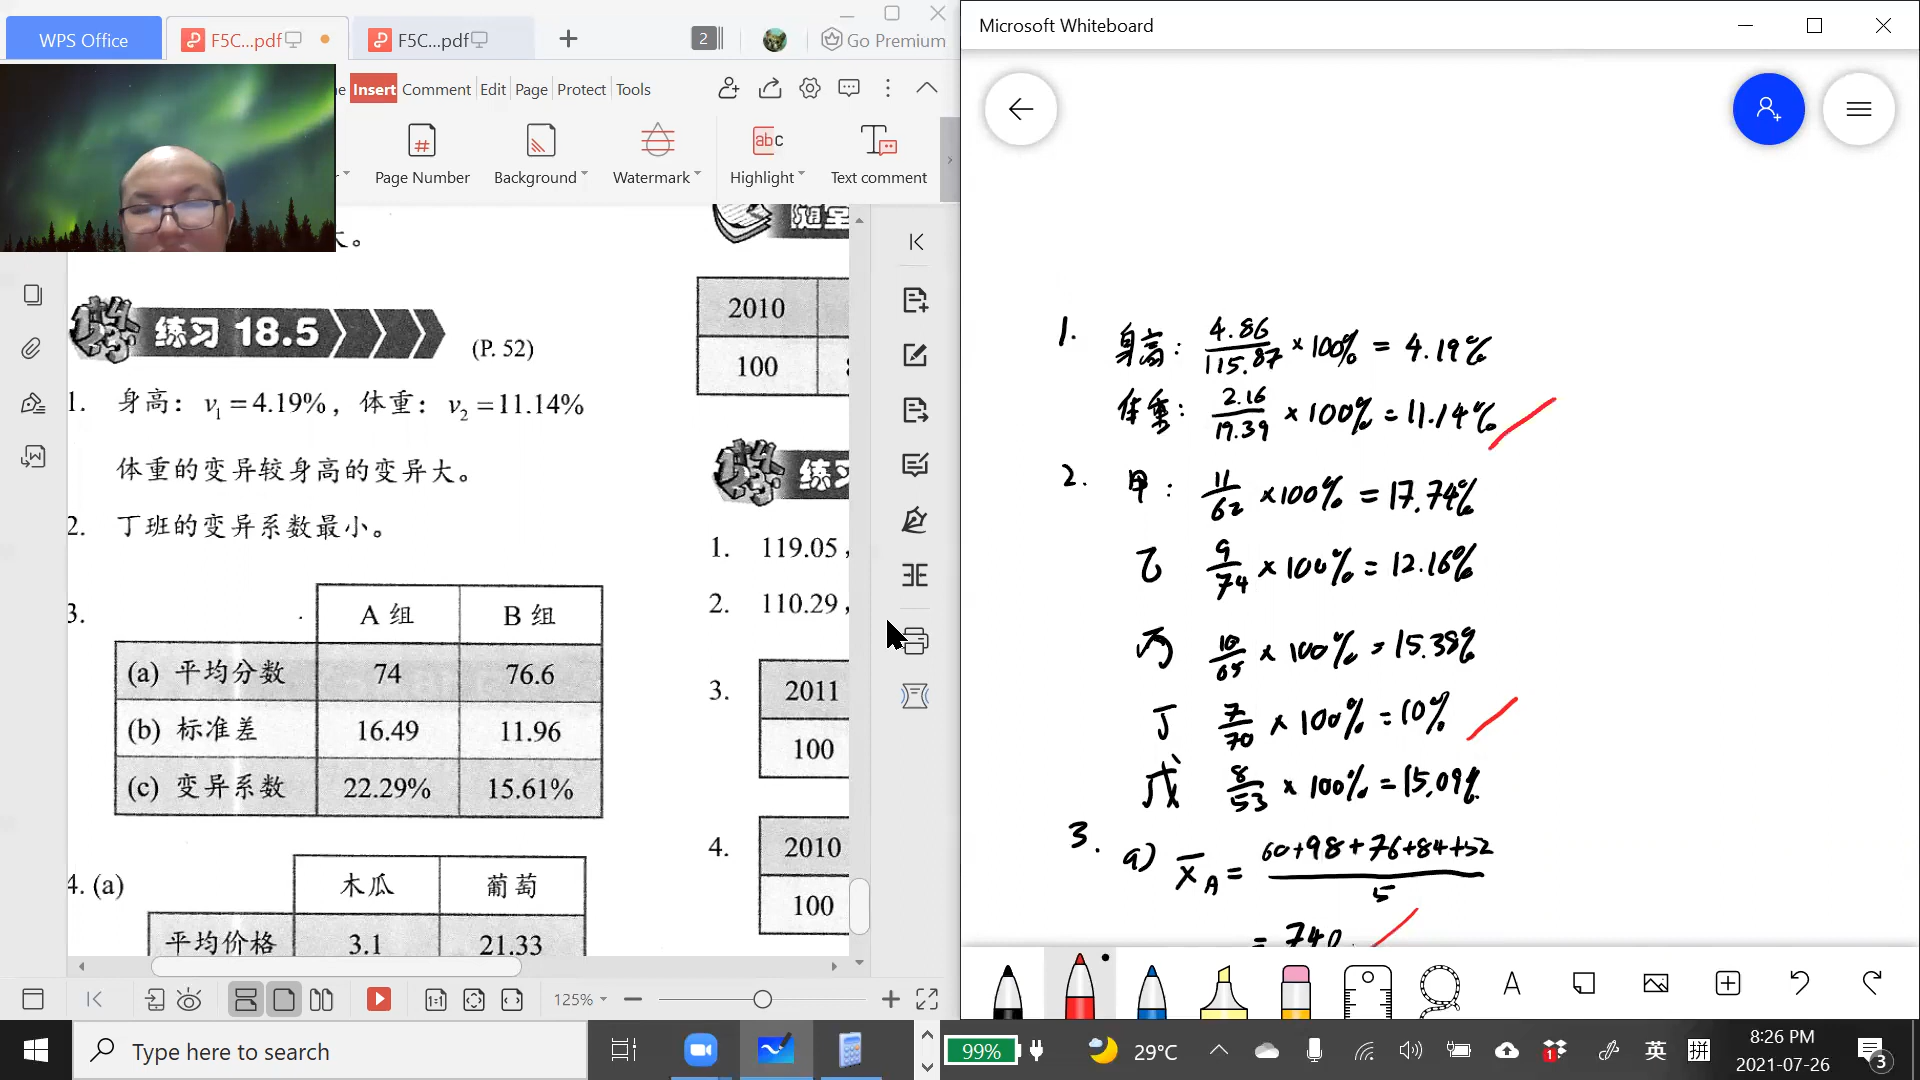 WPS Office
F5C...pdf
F5C...pdf
2
Go Premium
Insert Comment Edit Page Protect Tools
Page Number
Background
Watermark
Highlight
Text comment
大。
随堂
练习 18.5
(P. 52)
1. 身高: v₁ = 4.19%, 体重: v₂ = 11.14%
体重的变异较身高的变异大。
2. 丁班的变异系数最小。
3.
A 组 B 组
(a) 平均分数 74 76.6
(b) 标准差 16.49 11.96
(c) 变异系数 22.29% 15.61%
4. (a)
木瓜 葡萄
平均价格 3.1 21.33
2010
100
练习
1. 119.05,
2. 110.29,
3. 2011
100
4. 2010
100
125%
Microsoft Whiteboard
1. 身高: 4.86/115.87 × 100% = 4.19%
体重: 2.16/19.39 × 100% = 11.14%
2. 甲: 11/62 × 100% = 17.74%
乙 9/74 × 100% = 12.16%
丙 10/65 × 100% = 15.38%
丁 7/70 × 100% = 10%
戊 8/53 × 100% = 15.09%
3. a) x̄A = 60+98+76+84+52 / 5
= 740
Type here to search
99%
29°C
英
拼
8:26 PM
2021-07-26
3